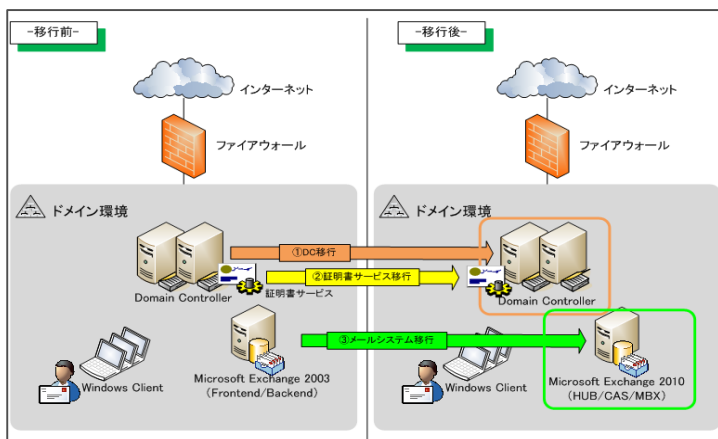 -移行前-
インターネット
ファイアウォール
ドメイン環境
Domain Controller
証明書サービス
Windows Client
Microsoft Exchange 2003
（Frontend/Backend）
①DC移行
②証明書サービス移行
③メールシステム移行
-移行後-
インターネット
ファイアウォール
ドメイン環境
Domain Controller
Windows Client
Microsoft Exchange 2010
（HUB/CAS/MBX）